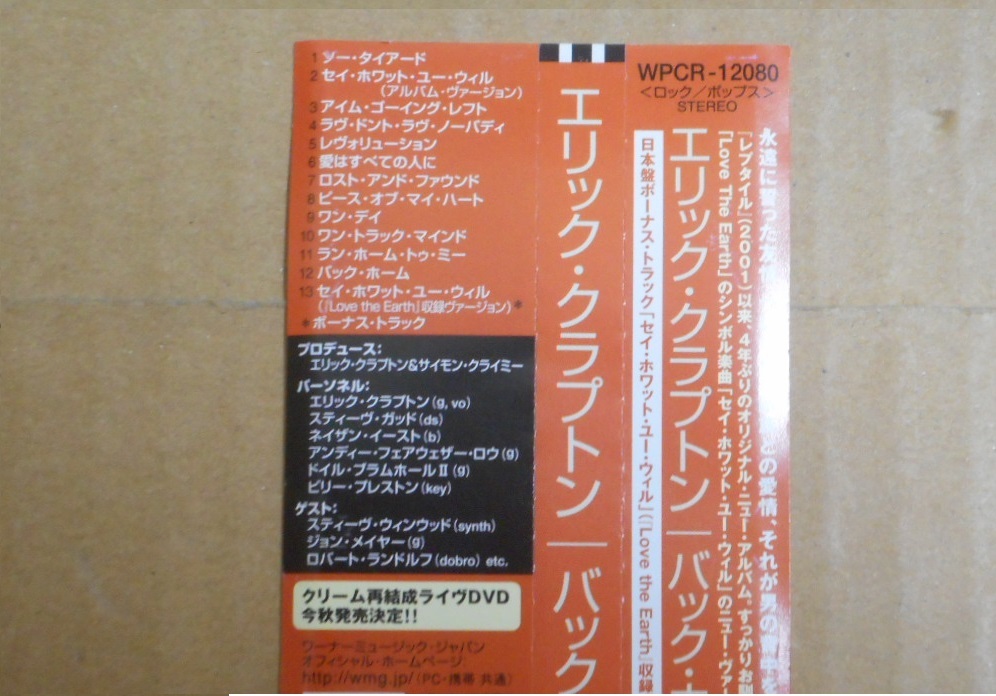 1 ソー・タイアード
2 セイ・ホワット・ユー・ウィル
(アルバム・ヴァージョン)
3 アイム・ゴーイング・レフト
4 ラヴ・ドント・ラヴ・ノーバディ
5 レヴォリューション
6 愛はすべての人に
7 ロスト・アンド・ファウンド
8 ピース・オブ・マイ・ハート
9 ワン・デイ
10 ワン・トラック・マインド
11 ラン・ホーム・トゥ・ミー
12 バック・ホーム
13 セイ・ホワット・ユー・ウィル
(『Love the Earth』収録ヴァージョン)*
*ボーナス・トラック
プロデュース:
エリック・クラプトン&サイモン・クライミー
パーソネル:
エリック・クラプトン(g, vo)
スティーヴ・ガッド(ds)
ネイザン・イースト(b)
アンディー・フェアウェザー・ロウ(g)
ドイル・ブラムホールⅡ(g)
ビリー・プレストン(key)
ゲスト:
スティーヴ・ウィンウッド(synth)
ジョン・メイヤー(g)
ロバート・ランドルフ(dobro) etc.
クリーム再結成ライヴDVD
今秋発売決定!!
ワーナーミュージック・ジャパン
オフィシャル・ホームページ:
http://wmg.jp/(PC・携帯 共通)
エリック・クラプトン|バック
WPCR-12080
<ロック/ポップス>
STEREO
永遠に誓った友
の愛情、それが男の
『レプタイル』(2001)以来、4年ぶりのオリジナル・ニュー・アルバム。すっかりお
『Love The Earth』のシンボル楽曲「セイ・ホワット・ユー・ウィル」のニュー・ヴァー
エリック・クラプトン|バック・
日本盤ボーナス・トラック「セイ・ホワット・ユー・ウィル」(『Love the Earth』収録